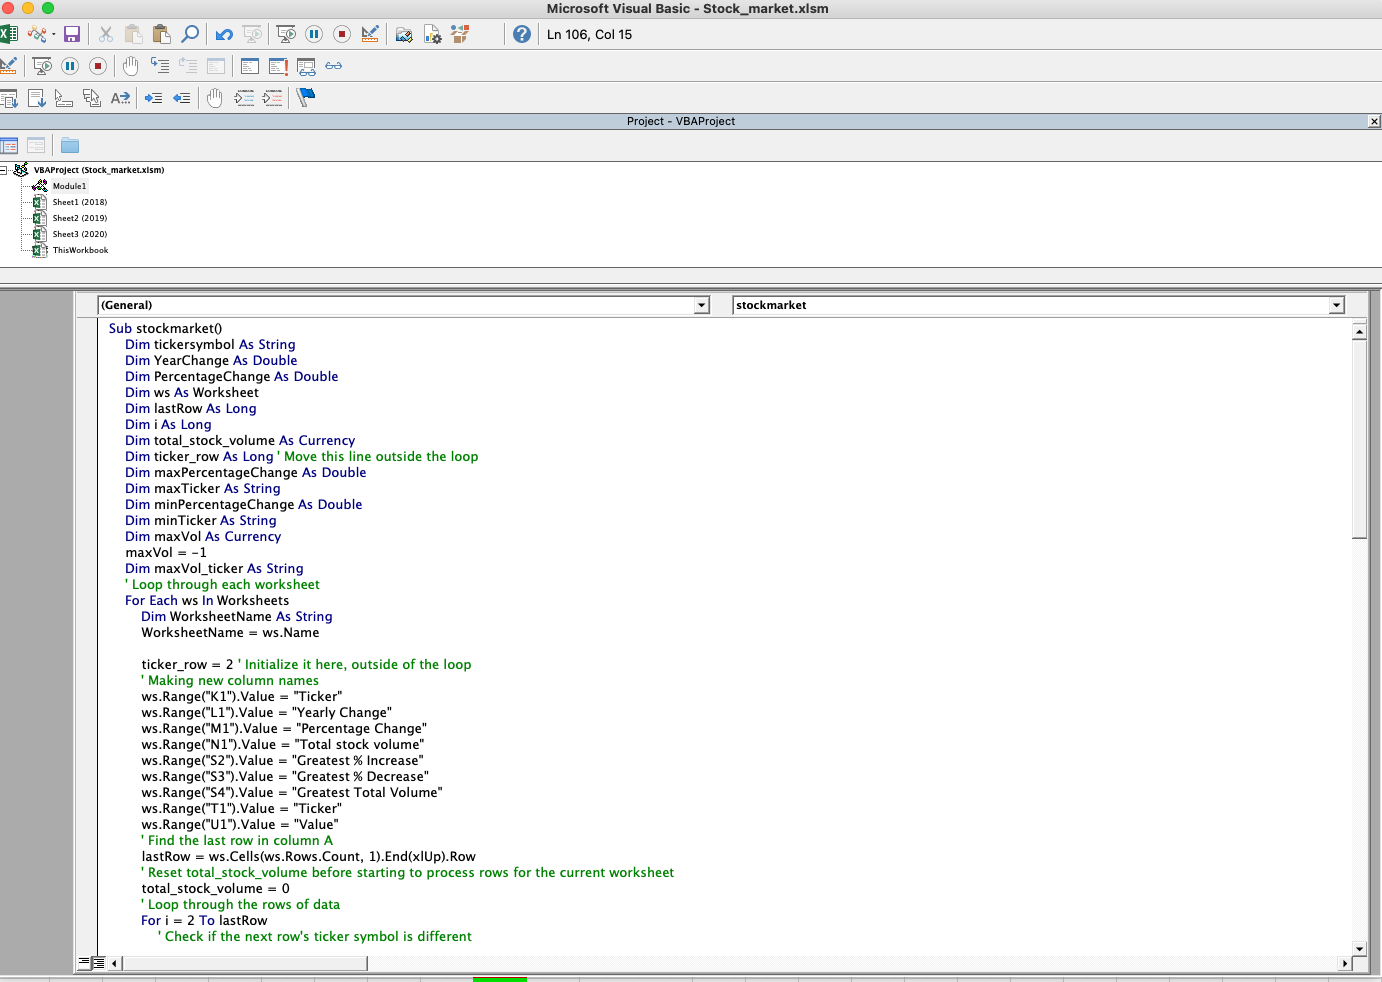 Microsoft Visual Basic - Stock_market.xlsm
Ln 106, Col 15
Project - VBAProject
VBAProject (Stock_market.xlsm)
Module1
Sheet1 (2018)
Sheet2 (2019)
Sheet3 (2020)
ThisWorkbook
(General)
stockmarket
Sub stockmarket()
Dim tickersymbol As String
Dim YearChange As Double
Dim PercentageChange As Double
Dim ws As Worksheet
Dim lastRow As Long
Dim i As Long
Dim total_stock_volume As Currency
Dim ticker_row As Long ' Move this line outside the loop
Dim maxPercentageChange As Double
Dim maxTicker As String
Dim minPercentageChange As Double
Dim minTicker As String
Dim maxVol As Currency
maxVol = -1
Dim maxVol_ticker As String
' Loop through each worksheet
For Each ws In Worksheets
Dim WorksheetName As String
WorksheetName = ws.Name
ticker_row = 2 ' Initialize it here, outside of the loop
' Making new column names
ws.Range("K1").Value = "Ticker"
ws.Range("L1").Value = "Yearly Change"
ws.Range("M1").Value = "Percentage Change"
ws.Range("N1").Value = "Total stock volume"
ws.Range("S2").Value = "Greatest % Increase"
ws.Range("S3").Value = "Greatest % Decrease"
ws.Range("S4").Value = "Greatest Total Volume"
ws.Range("T1").Value = "Ticker"
ws.Range("U1").Value = "Value"
' Find the last row in column A
lastRow = ws.Cells(ws.Rows.Count, 1).End(xlUp).Row
' Reset total_stock_volume before starting to process rows for the current worksheet
total_stock_volume = 0
' Loop through the rows of data
For i = 2 To lastRow
' Check if the next row's ticker symbol is different